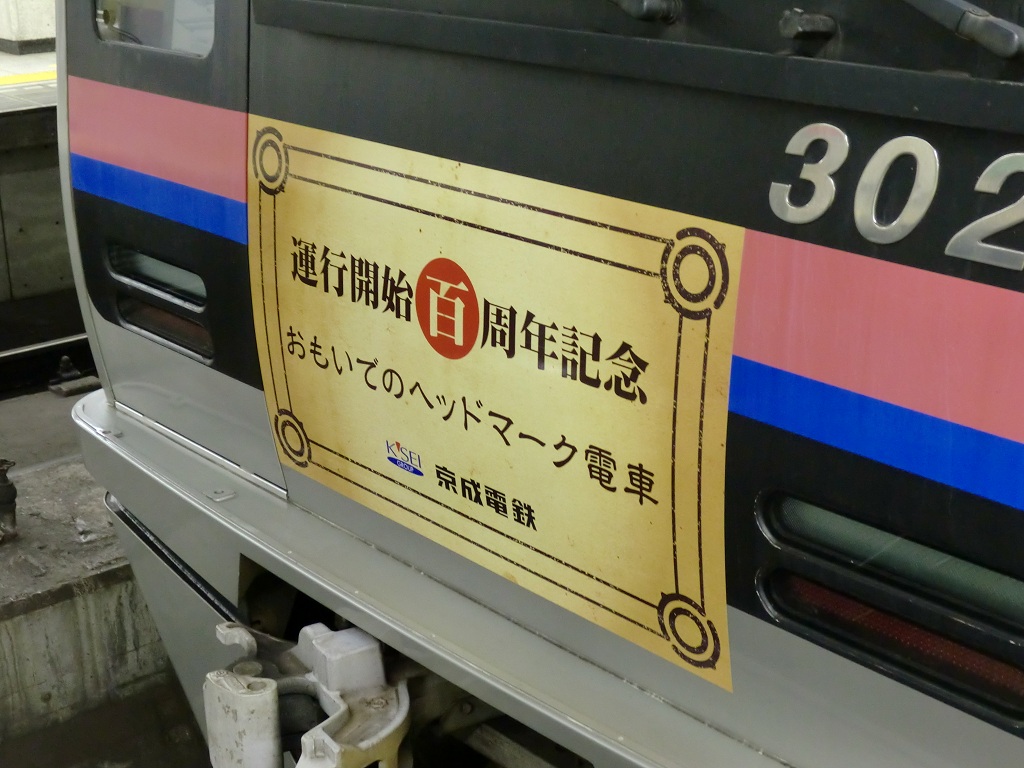 302
運行開始百周年記念
おもいでのヘッドマーク電車
KSEI GROUP
京成電鉄